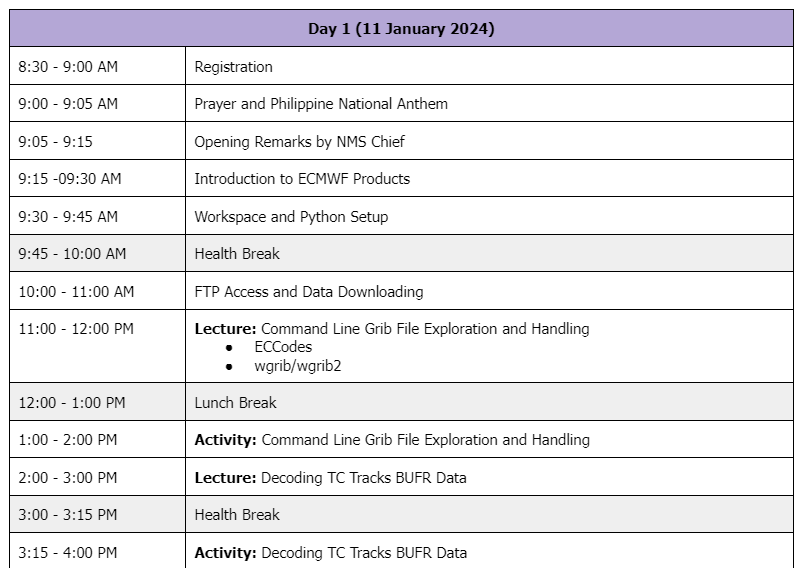 Day 1 (11 January 2024)
8:30 - 9:00 AM Registration
9:00 - 9:05 AM Prayer and Philippine National Anthem
9:05 - 9:15 Opening Remarks by NMS Chief
9:15 -09:30 AM Introduction to ECMWF Products
9:30 - 9:45 AM Workspace and Python Setup
9:45 - 10:00 AM Health Break
10:00 - 11:00 AM FTP Access and Data Downloading
11:00 - 12:00 PM Lecture: Command Line Grib File Exploration and Handling
● ECCodes
● wgrib/wgrib2
12:00 - 1:00 PM Lunch Break
1:00 - 2:00 PM Activity: Command Line Grib File Exploration and Handling
2:00 - 3:00 PM Lecture: Decoding TC Tracks BUFR Data
3:00 - 3:15 PM Health Break
3:15 - 4:00 PM Activity: Decoding TC Tracks BUFR Data